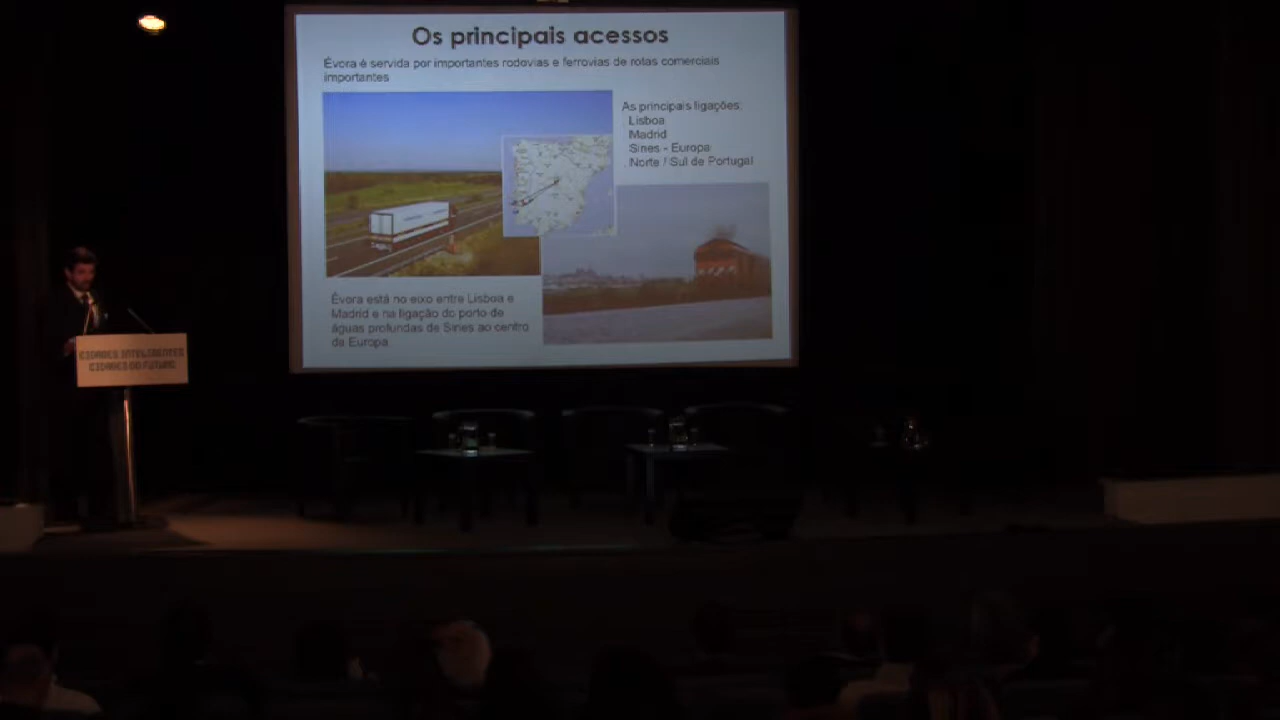 Os principais acessos
Évora é servida por importantes rodovias e ferrovias de rotas comerciais
importantes
As principais ligações:
. Lisboa
. Madrid
. Sines - Europa
. Norte / Sul de Portugal
Évora está no eixo entre Lisboa e
Madrid e na ligação do porto de
águas profundas de Sines ao centro
da Europa
CIDADES INTELIGENTES
CIDADES DO FUTURO